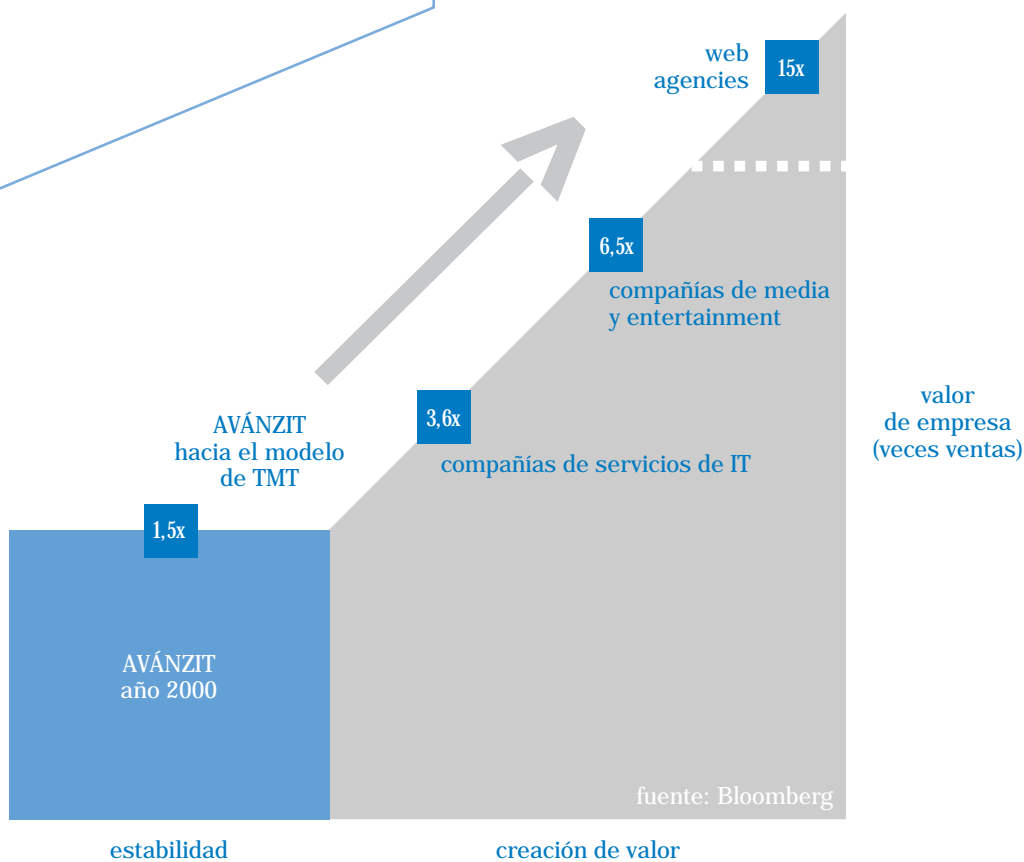 web
agencies
15x
6,5x
compañías de media
y entertainment
3,6x
compañías de servicios de IT
valor
de empresa
(veces ventas)
AVÁNZIT
hacia el modelo
de TMT
1,5x
AVÁNZIT
año 2000
fuente: Bloomberg
estabilidad
creación de valor